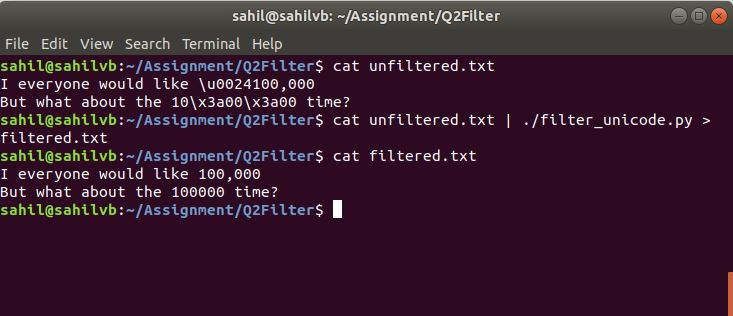 sahil@sahilvb: ~/Assignment/Q2Filter
File Edit View Search Terminal Help
sahil@sahilvb:~/Assignment/Q2Filter$ cat unfiltered.txt
I everyone would like \u0024100,000
But what about the 10\x3a00\x3a00 time?
sahil@sahilvb:~/Assignment/Q2Filter$ cat unfiltered.txt | ./filter_unicode.py >
filtered.txt
sahil@sahilvb:~/Assignment/Q2Filter$ cat filtered.txt
I everyone would like 100,000
But what about the 100000 time?
sahil@sahilvb:~/Assignment/Q2Filter$